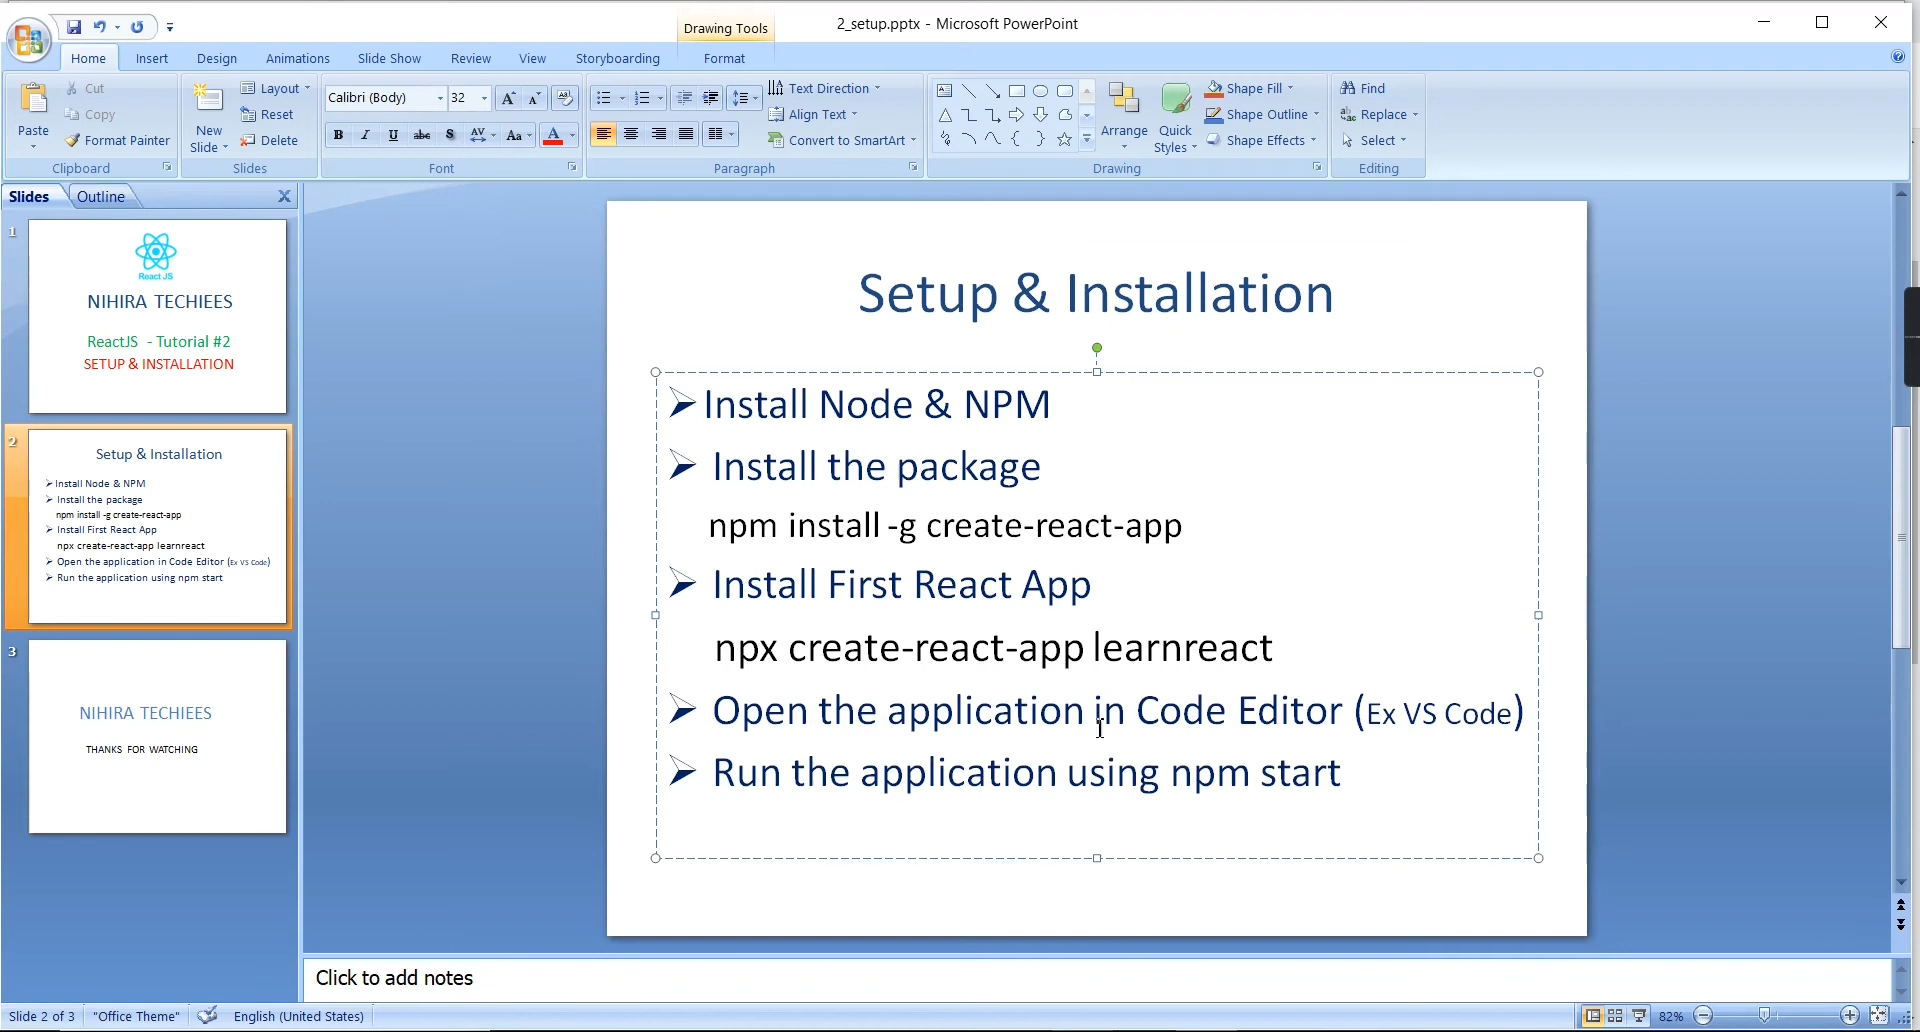 2_setup.pptx - Microsoft PowerPoint
Drawing Tools
Home Insert Design Animations Slide Show Review View Storyboarding Format
Paste
Cut
Copy
Format Painter
Clipboard
New Slide
Layout
Reset
Delete
Slides
Calibri (Body) 32
B I U abc S AV Aa A
Font
Text Direction
Align Text
Convert to SmartArt
Paragraph
Arrange
Quick Styles
Shape Fill
Shape Outline
Shape Effects
Drawing
Find
Replace
Select
Editing
Slides Outline
1
React JS
NIHIRA TECHIEES
ReactJS - Tutorial #2
SETUP & INSTALLATION
2
Setup & Installation
Install Node & NPM
Install the package
npm install -g create-react-app
Install First React App
npx create-react-app learnreact
Open the application in Code Editor (Ex VS Code)
Run the application using npm start
3
NIHIRA TECHIEES
THANKS FOR WATCHING
Setup & Installation
Install Node & NPM
Install the package
npm install -g create-react-app
Install First React App
npx create-react-app learnreact
Open the application in Code Editor (Ex VS Code)
Run the application using npm start
Click to add notes
Slide 2 of 3 "Office Theme" English (United States) 82%